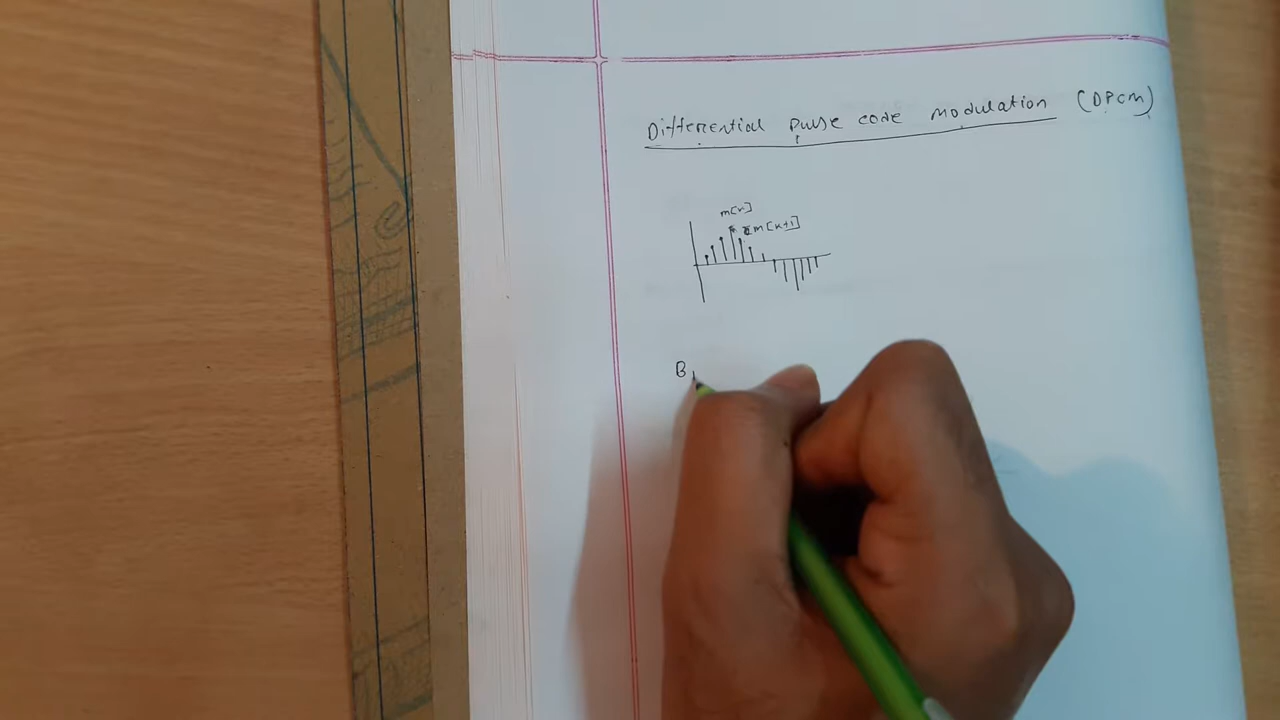 Differential pulse code modulation (DPCM)
m[k]
m[k+1]
B